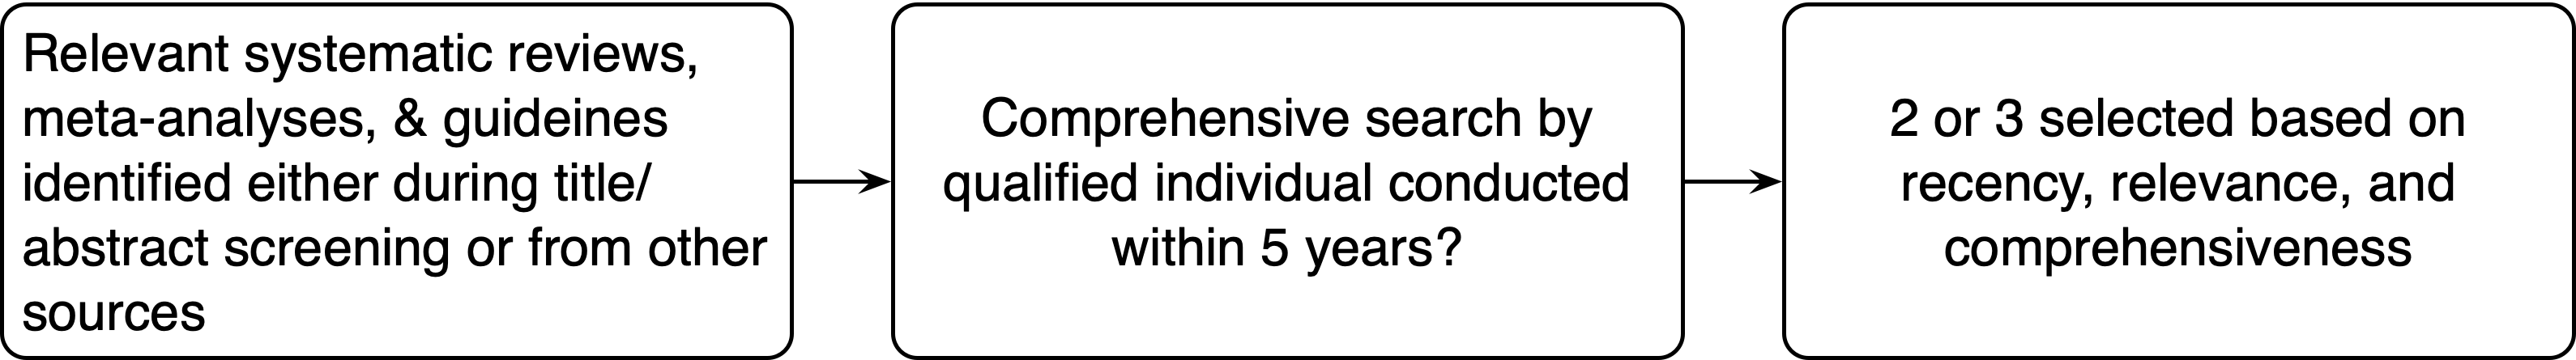 Relevant systematic reviews,
meta-analyses, & guideines
identified either during title/
abstract screening or from other
sources
Comprehensive search by
qualified individual conducted
within 5 years?
2 or 3 selected based on
recency, relevance, and
comprehensiveness